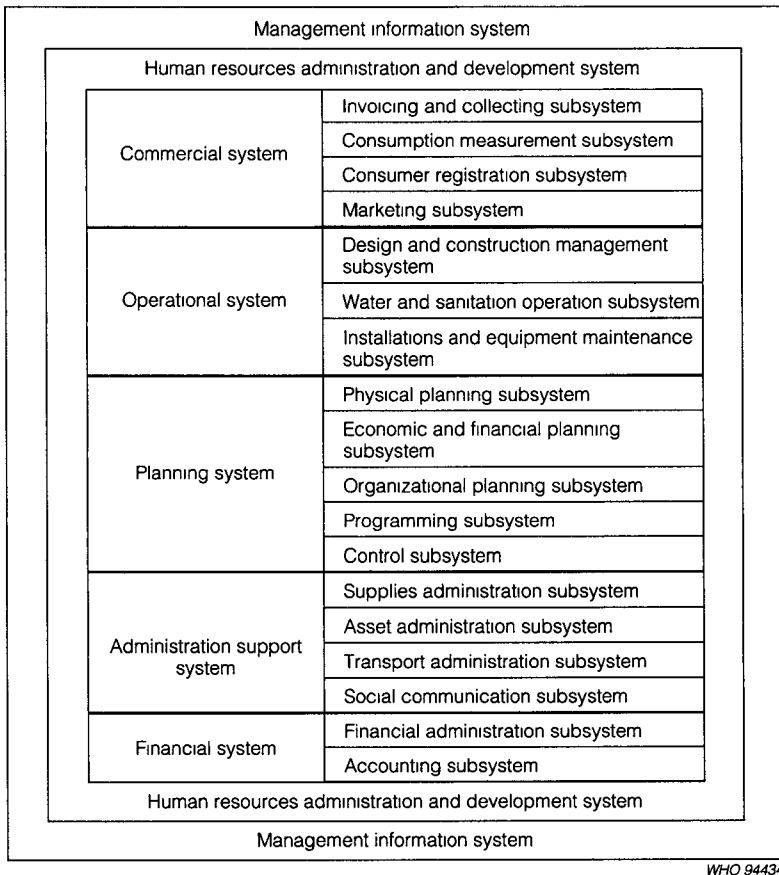 Management information system
Human resources administration and development system
Commercial system
Invoicing and collecting subsystem
Consumption measurement subsystem
Consumer registration subsystem
Marketing subsystem
Operational system
Design and construction management
subsystem
Water and sanitation operation subsystem
Installations and equipment maintenance
subsystem
Planning system
Physical planning subsystem
Economic and financial planning
subsystem
Organizational planning subsystem
Programming subsystem
Control subsystem
Administration support
system
Supplies administration subsystem
Asset administration subsystem
Transport administration subsystem
Social communication subsystem
Financial system
Financial administration subsystem
Accounting subsystem
Human resources administration and development system
Management information system
WHO 94434